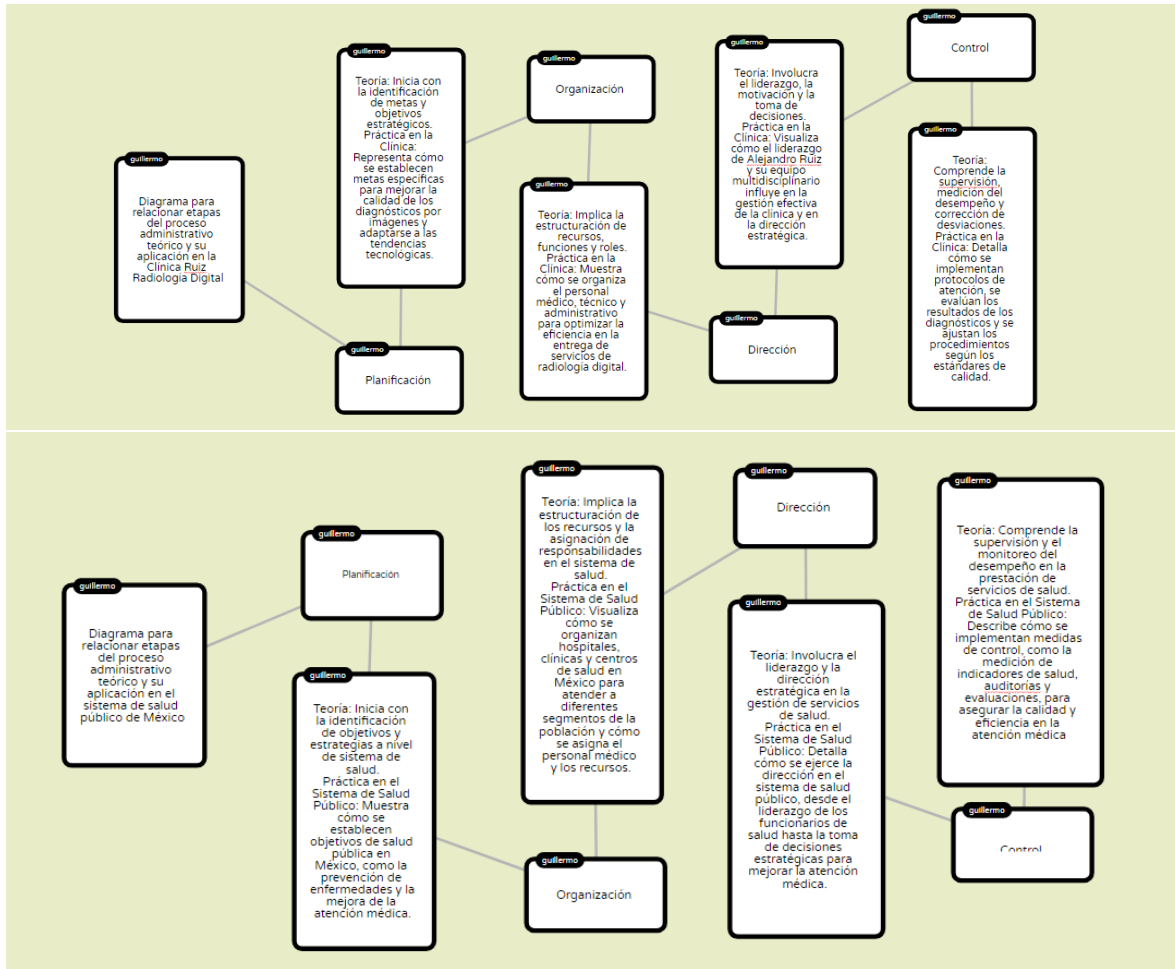 guillermo
Diagrama para
relacionar etapas
del proceso
administrativo
teórico y su
aplicación en la
Clínica Ruiz
Radiología Digital
guillermo
Planificación
guillermo
Teoría: Inicia con
la identificación
de metas y
objetivos
estratégicos.
Práctica en la
Clínica:
Representa cómo
se establecen
metas específicas
para mejorar la
calidad de los
diagnósticos por
imágenes y
adaptarse a las
tendencias
tecnológicas.
guillermo
Organización
guillermo
Teoría: Implica la
estructuración de
recursos,
funciones y roles.
Práctica en la
Clínica: Muestra
cómo se organiza
el personal
médico, técnico y
administrativo
para optimizar la
eficiencia en la
entrega de
servicios de
radiología digital.
guillermo
Dirección
guillermo
Teoría: Involucra
el liderazgo, la
motivación y la
toma de
decisiones.
Práctica en la
Clínica: Visualiza
cómo el liderazgo
de Alejandro Ruiz
y su equipo
multidisciplinario
influye en la
gestión efectiva
de la clínica y en
la dirección
estratégica.
guillermo
Control
guillermo
Teoría:
Comprende la
supervisión,
medición del
desempeño y
corrección de
desviaciones.
Práctica en la
Clínica: Detalla
cómo se
implementan
protocolos de
atención, se
evalúan los
resultados de los
diagnósticos y se
ajustan los
procedimientos
según los
estándares de
calidad.
guillermo
Diagrama para
relacionar etapas
del proceso
administrativo
teórico y su
aplicación en el
sistema de salud
público de México
guillermo
Planificación
guillermo
Teoría: Inicia con
la identificación de
objetivos y
estrategias a nivel
de sistema de
salud.
Práctica en el
Sistema de Salud
Público: Muestra
cómo se
establecen
objetivos de salud
pública en
México, como la
prevención de
enfermedades y la
mejora de la
atención médica.
guillermo
Organización
guillermo
Teoría: Implica la
estructuración de
los recursos y la
asignación de
responsabilidades
en el sistema de
salud.
Práctica en el
Sistema de Salud
Público: Visualiza
cómo se
organizan
hospitales,
clínicas y centros
de salud en
México para
atender a
diferentes
segmentos de la
población y cómo
se asigna el
personal médico
y los recursos.
guillermo
Dirección
guillermo
Teoría: Involucra el
liderazgo y la
dirección
estratégica en la
gestión de servicios
de salud.
Práctica en el
Sistema de Salud
Público: Detalla
cómo se ejerce la
dirección en el
sistema de salud
público, desde el
liderazgo de los
funcionarios de
salud hasta la toma
de decisiones
estratégicas para
mejorar la atención
médica.
guillermo
Control
guillermo
Teoría: Comprende la
supervisión y el
monitoreo del
desempeño en la
prestación de
servicios de salud.
Práctica en el Sistema
de Salud Público:
Describe cómo se
implementan medidas
de control, como la
medición de
indicadores de salud,
auditorías y
evaluaciones, para
asegurar la calidad y
eficiencia en la
atención médica